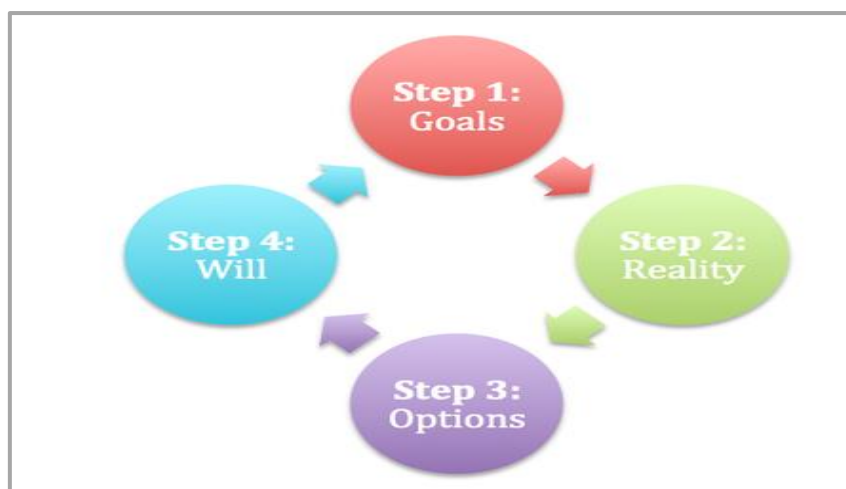 Step 1:
Goals
Step 2:
Reality
Step 3:
Options
Step 4:
Will